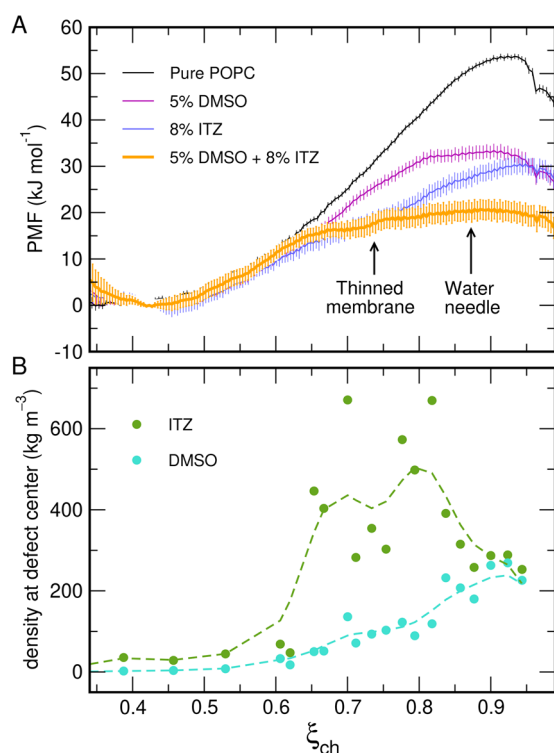 A
60
50
40
30
20
10
0
-10
PMF (kJ mol⁻¹)
Pure POPC
5% DMSO
8% ITZ
5% DMSO + 8% ITZ
Thinned
membrane
Water
needle
B
600
400
200
0
density at defect center (kg m⁻³)
ITZ
DMSO
0.4 0.5 0.6 0.7 0.8 0.9
ξch